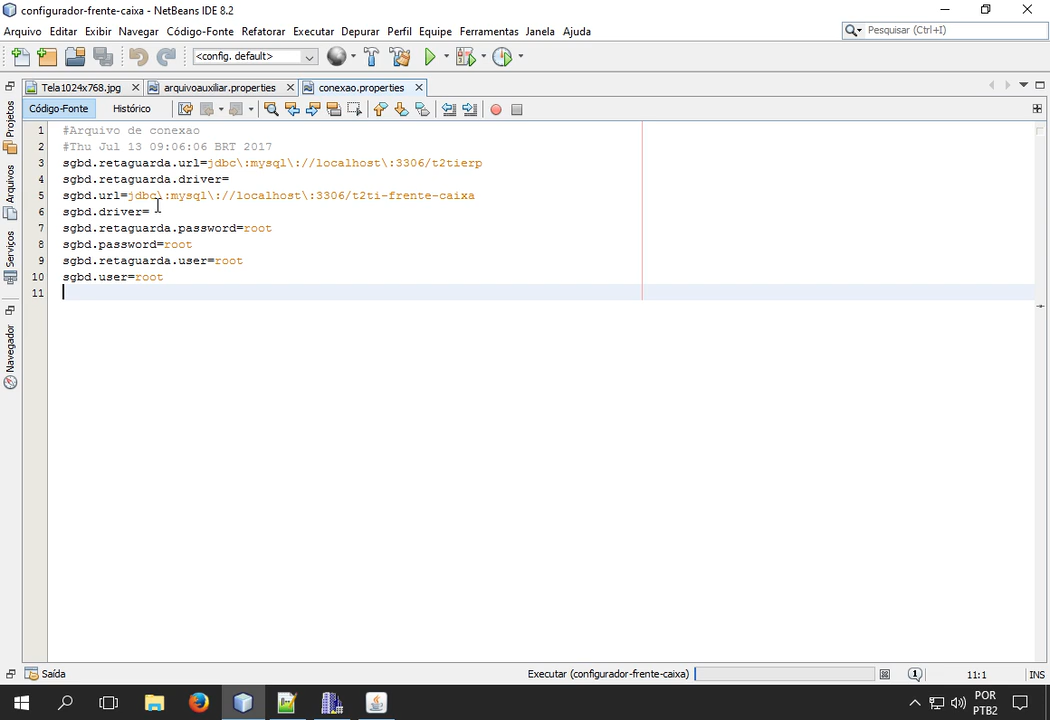 configurador-frente-caixa - NetBeans IDE 8.2
Arquivo Editar Exibir Navegar Código-Fonte Refatorar Executar Depurar Perfil Equipe Ferramentas Janela Ajuda
Pesquisar (Ctrl+I)
<config. default>
Tela1024x768.jpg arquivoauxiliar.properties conexao.properties
Código-Fonte Histórico
Projetos
Arquivos
Serviços
Navegador
1 #Arquivo de conexao
2 #Thu Jul 13 09:06:06 BRT 2017
3 sgbd.retaguarda.url=jdbc\:mysql\://localhost\:3306/t2tierp
4 sgbd.retaguarda.driver=
5 sgbd.url=jdbc\:mysql\://localhost\:3306/t2ti-frente-caixa
6 sgbd.driver=
7 sgbd.retaguarda.password=root
8 sgbd.password=root
9 sgbd.retaguarda.user=root
10 sgbd.user=root
11
Saída
Executar (configurador-frente-caixa)
1
11:1
INS
POR
PTB2